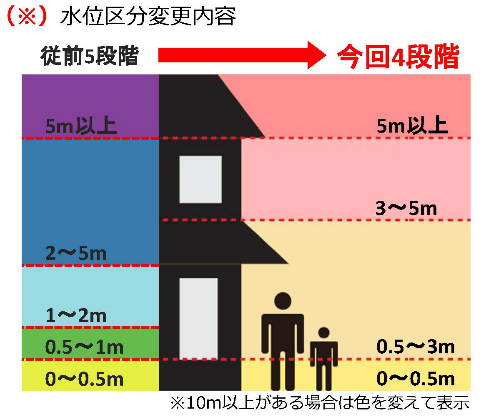 （※）水位区分変更内容
従前5段階
今回4段階
5m以上
5m以上
3〜5m
2〜5m
1〜2m
0.5〜1m
0.5〜3m
0〜0.5m
0〜0.5m
※10m以上がある場合は色を変えて表示